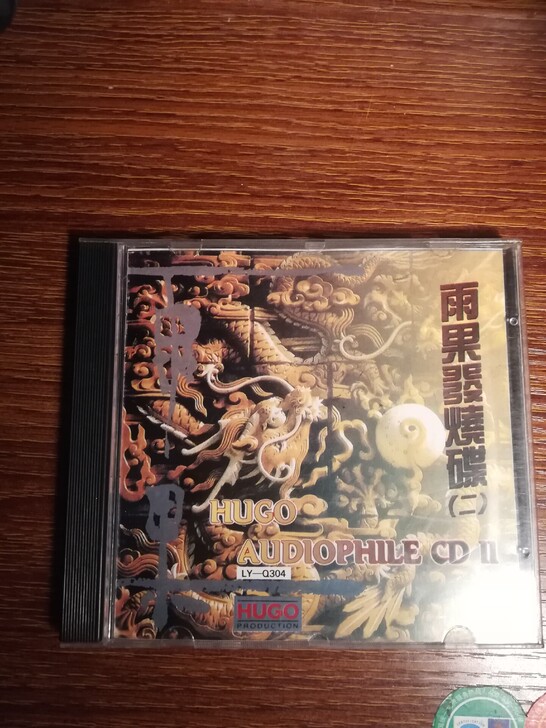 雨果發燒碟(二)
HUGO
AUDIOPHILE CD II
LY—Q304
HUGO
PRODUCTION